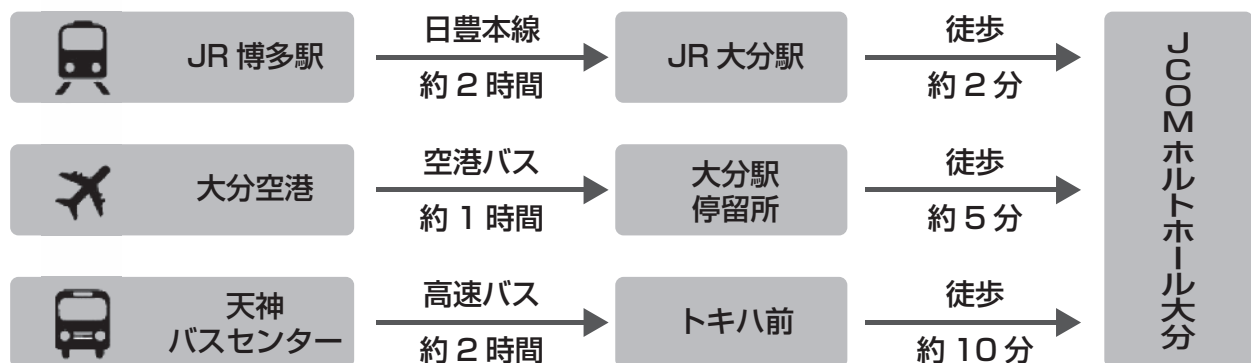 JR 博多駅
日豊本線
約 2 時間
JR 大分駅
徒歩
約 2 分
大分空港
空港バス
約 1 時間
大分駅
停留所
徒歩
約 5 分
天神
バスセンター
高速バス
約 2 時間
トキハ前
徒歩
約 10 分
JCOMホルトホール大分